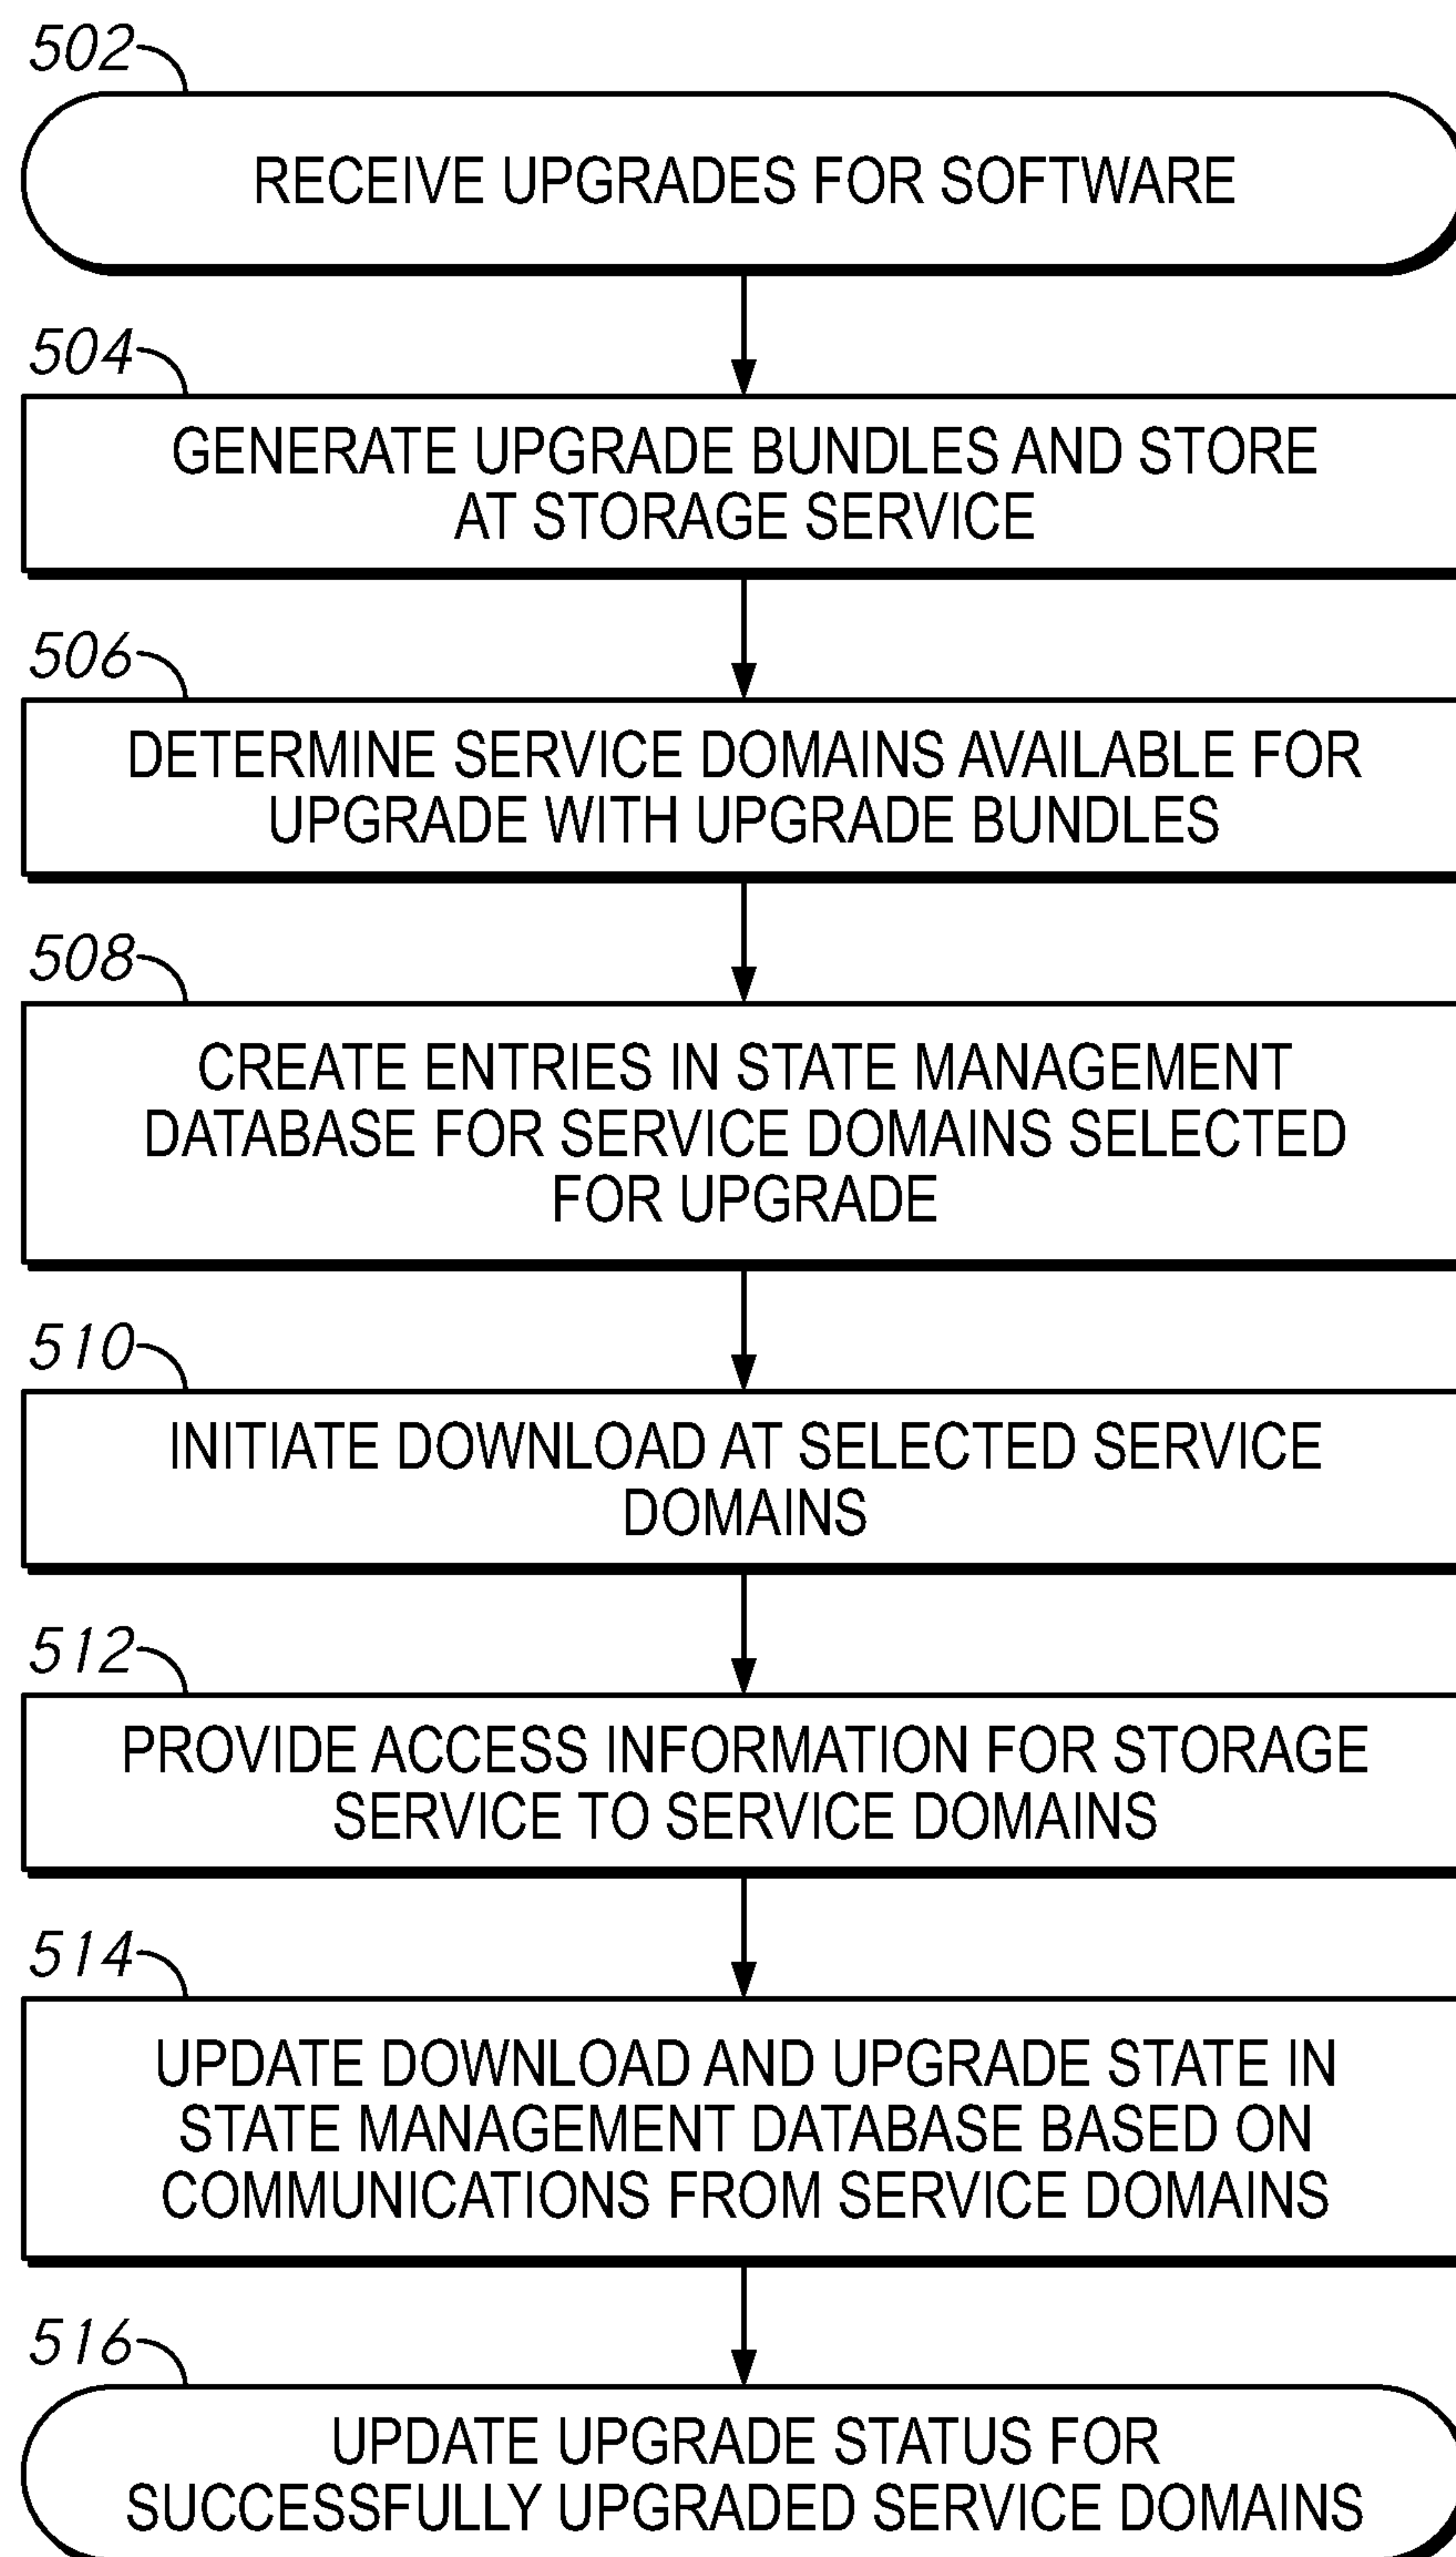 502
RECEIVE UPGRADES FOR SOFTWARE
504
GENERATE UPGRADE BUNDLES AND STORE
AT STORAGE SERVICE
506
DETERMINE SERVICE DOMAINS AVAILABLE FOR
UPGRADE WITH UPGRADE BUNDLES
508
CREATE ENTRIES IN STATE MANAGEMENT
DATABASE FOR SERVICE DOMAINS SELECTED
FOR UPGRADE
510
INITIATE DOWNLOAD AT SELECTED SERVICE
DOMAINS
512
PROVIDE ACCESS INFORMATION FOR STORAGE
SERVICE TO SERVICE DOMAINS
514
UPDATE DOWNLOAD AND UPGRADE STATE IN
STATE MANAGEMENT DATABASE BASED ON
COMMUNICATIONS FROM SERVICE DOMAINS
516
UPDATE UPGRADE STATUS FOR
SUCCESSFULLY UPGRADED SERVICE DOMAINS